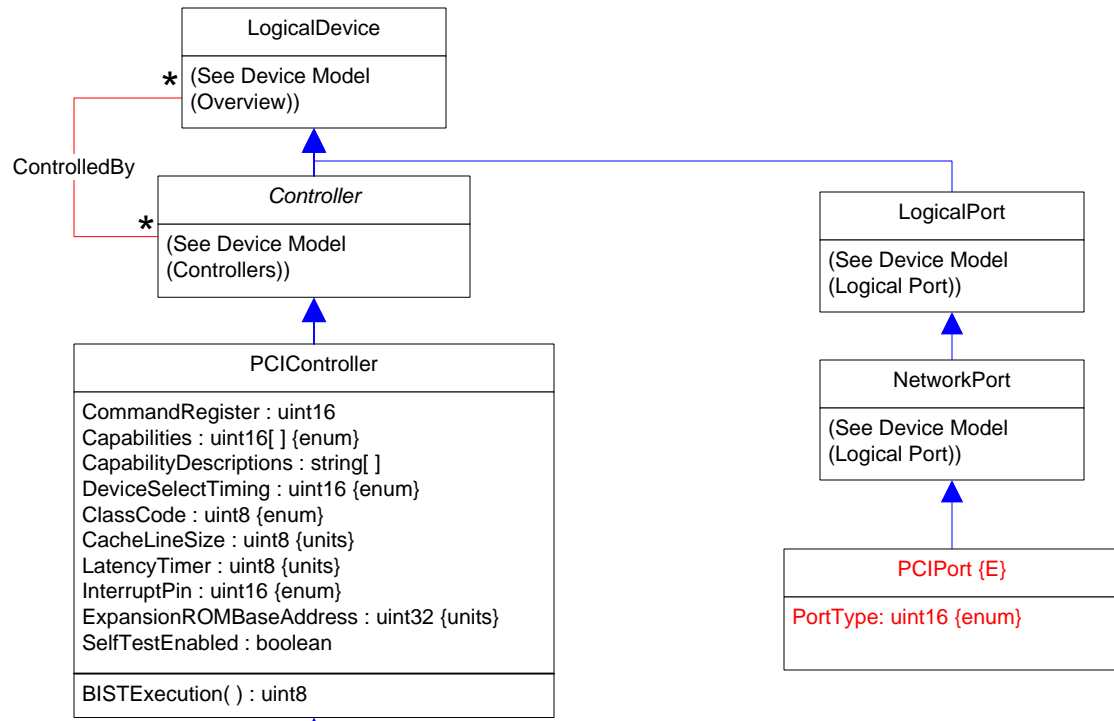 LogicalDevice
(See Device Model
(Overview))
*
ControlledBy
*
Controller
(See Device Model
(Controllers))
LogicalPort
(See Device Model
(Logical Port))
PCIController
CommandRegister : uint16
Capabilities : uint16[ ] {enum}
CapabilityDescriptions : string[ ]
DeviceSelectTiming : uint16 {enum}
ClassCode : uint8 {enum}
CacheLineSize : uint8 {units}
LatencyTimer : uint8 {units}
InterruptPin : uint16 {enum}
ExpansionROMBaseAddress : uint32 {units}
SelfTestEnabled : boolean
BISTExecution( ) : uint8
NetworkPort
(See Device Model
(Logical Port))
PCIPort {E}
PortType: uint16 {enum}